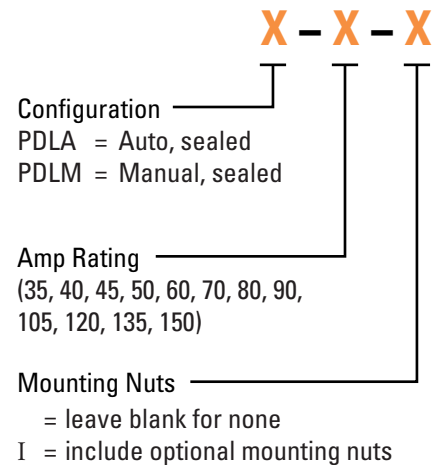 X – X – X
Configuration
PDLA = Auto, sealed
PDLM = Manual, sealed
Amp Rating
(35, 40, 45, 50, 60, 70, 80, 90,
105, 120, 135, 150)
Mounting Nuts
= leave blank for none
I = include optional mounting nuts